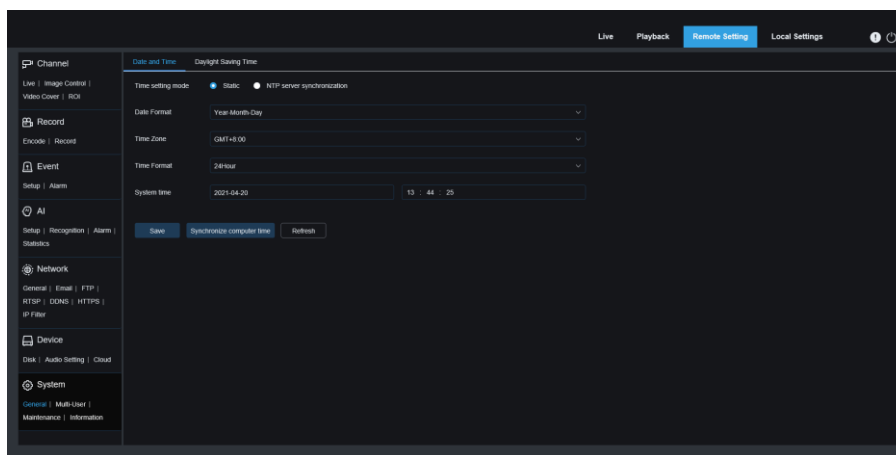 Live Playback Remote Setting Local Settings
Channel
Live | Image Control |
Video Cover | ROI
Record
Encode | Record
Event
Setup | Alarm
AI
Setup | Recognition | Alarm |
Statistics
Network
General | Email | FTP |
RTSP | DDNS | HTTPS |
IP Filter
Device
Disk | Audio Setting | Cloud
System
General | Multi-User |
Maintenance | Information
Date and Time Daylight Saving Time
Time setting mode Static NTP server synchronization
Date Format Year-Month-Day
Time Zone GMT+8:00
Time Format 24Hour
System time 2021-04-20 13 : 44 : 25
Save Synchronize computer time Refresh